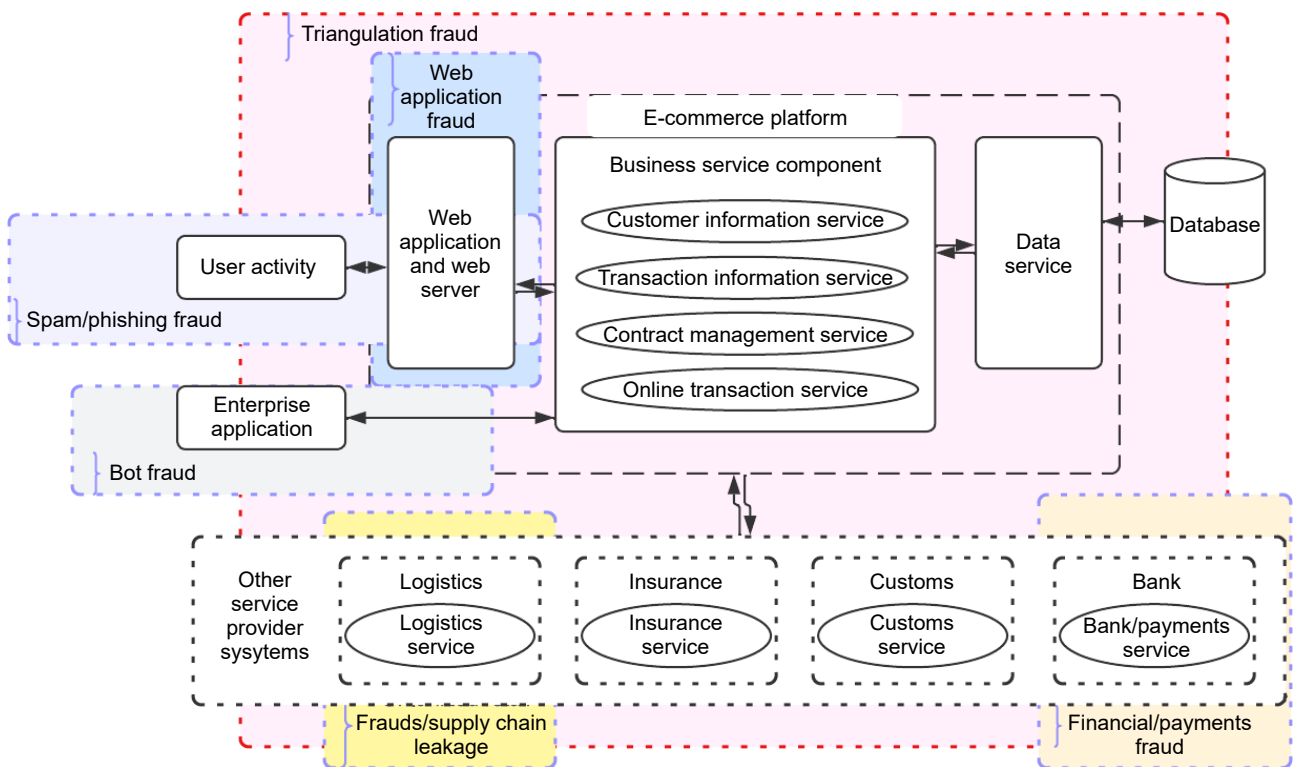 Triangulation fraud
Web
application
fraud
E-commerce platform
Business service component
Web
application
and web
server
Customer information service
Transaction information service
Contract management service
Online transaction service
Data
service
Database
User activity
Spam/phishing fraud
Enterprise
application
Bot fraud
Other
service
provider
sysytems
Logistics
Logistics
service
Insurance
Insurance
service
Customs
Customs
service
Bank
Bank/payments
service
Frauds/supply chain
leakage
Financial/payments
fraud